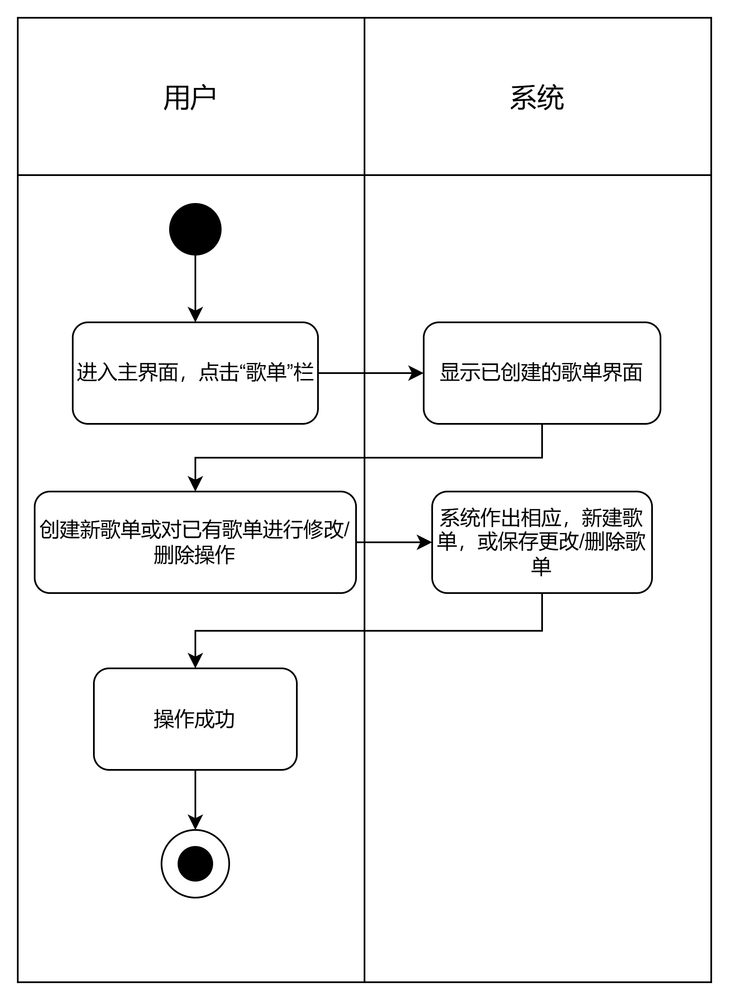 用户
系统
进入主界面，点击“歌单”栏
显示已创建的歌单界面
创建新歌单或对已有歌单进行修改/
删除操作
系统作出相应，新建歌
单，或保存更改/删除歌
单
操作成功